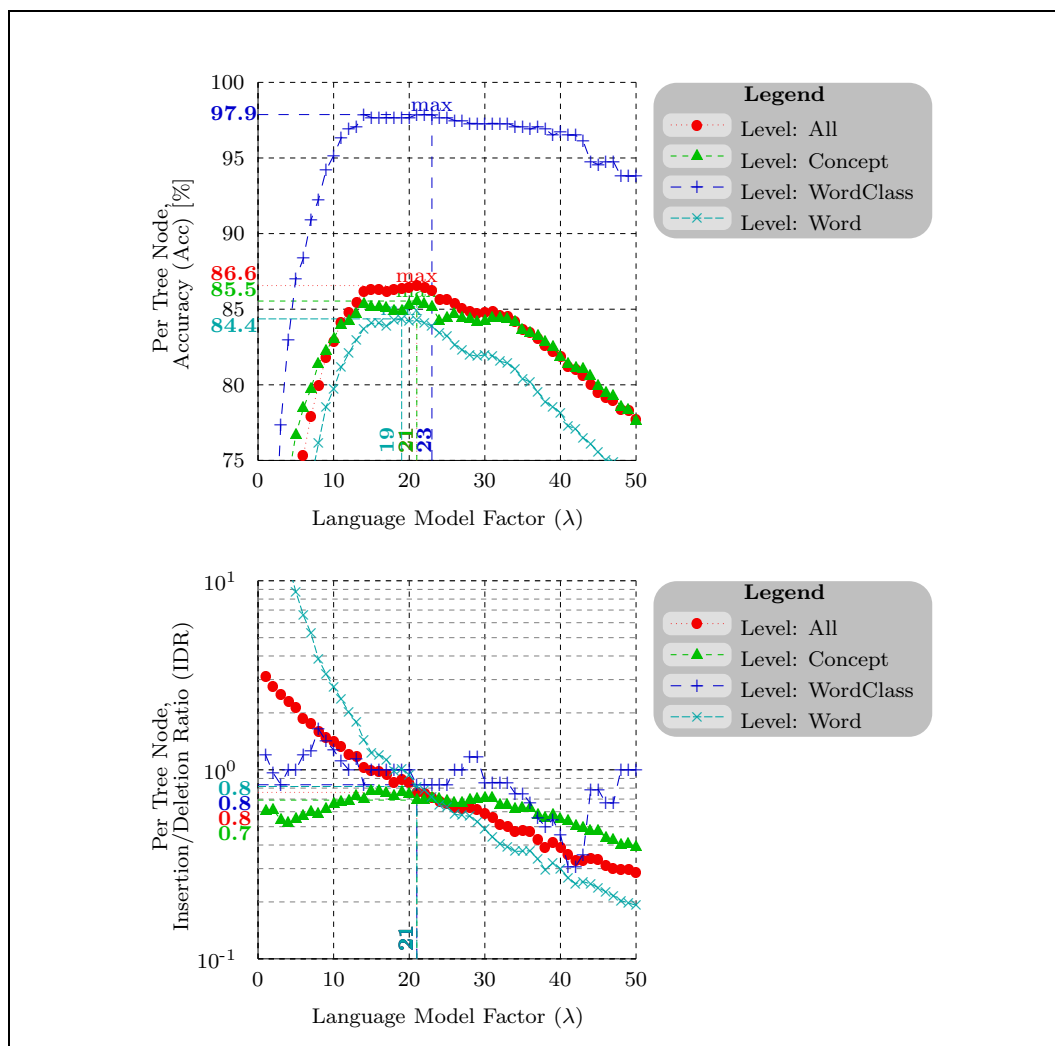 100
95
90
85
80
75
97.9
86.6
85.5
84.4
max
max
19
21
23
0
10
20
30
40
50
Per Tree Node,
Accuracy (Acc) [%]
Language Model Factor (λ)
Legend
Level: All
Level: Concept
Level: WordClass
Level: Word
10^1
10^0
10^-1
0.8
0.8
0.8
0.7
21
0
10
20
30
40
50
Per Tree Node,
Insertion/Deletion Ratio (IDR)
Language Model Factor (λ)
Legend
Level: All
Level: Concept
Level: WordClass
Level: Word